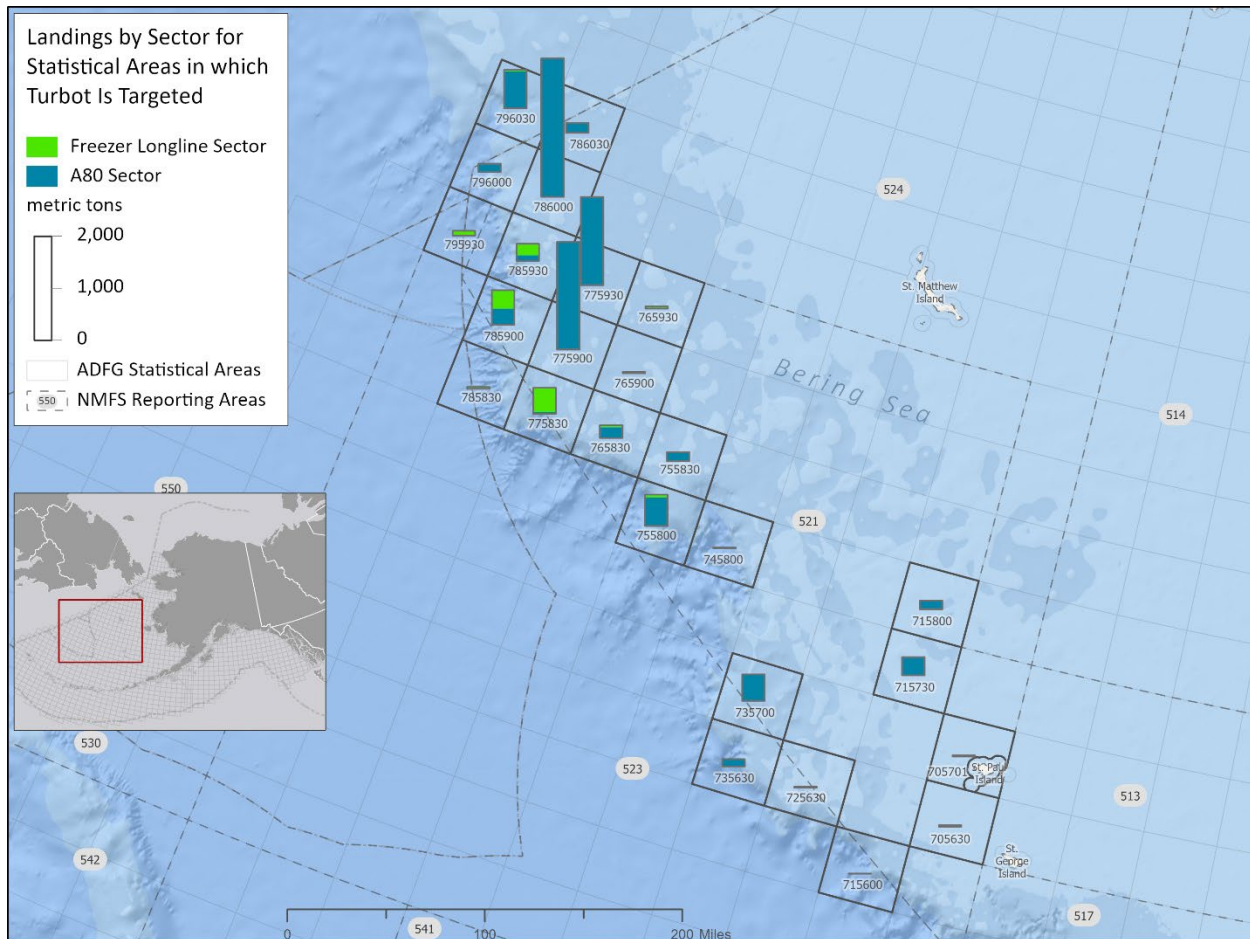 Landings by Sector for
Statistical Areas in which
Turbot Is Targeted
Freezer Longline Sector
A80 Sector
metric tons
2,000
1,000
0
ADFG Statistical Areas
550 NMFS Reporting Areas
796030
786030
796000
786000
524
795930
785930
775930
St. Matthew
Island
765930
785900
775900
765900
Bering Sea
785830
775830
514
765830
755830
550
755800
521
745800
715800
715730
735700
530
523
735630
725630
705701
St. Paul
Island
513
705630
542
St.
George
Island
715600
541
517
0 100 200 Miles